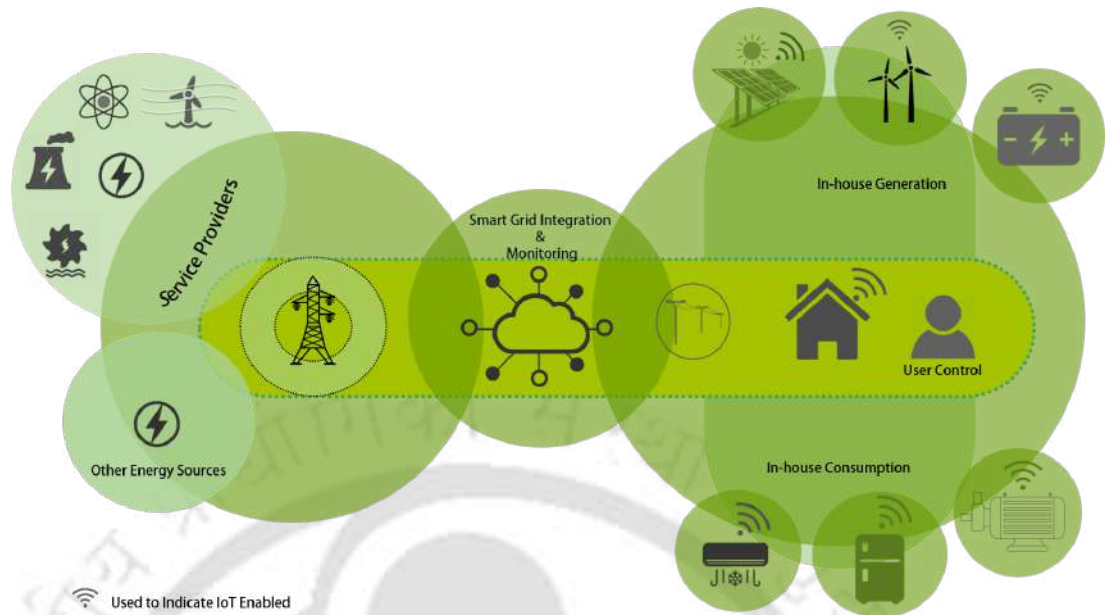 Service Providers
Other Energy Sources
Smart Grid Integration
&
Monitoring
In-house Generation
User Control
In-house Consumption
Used to Indicate IoT Enabled